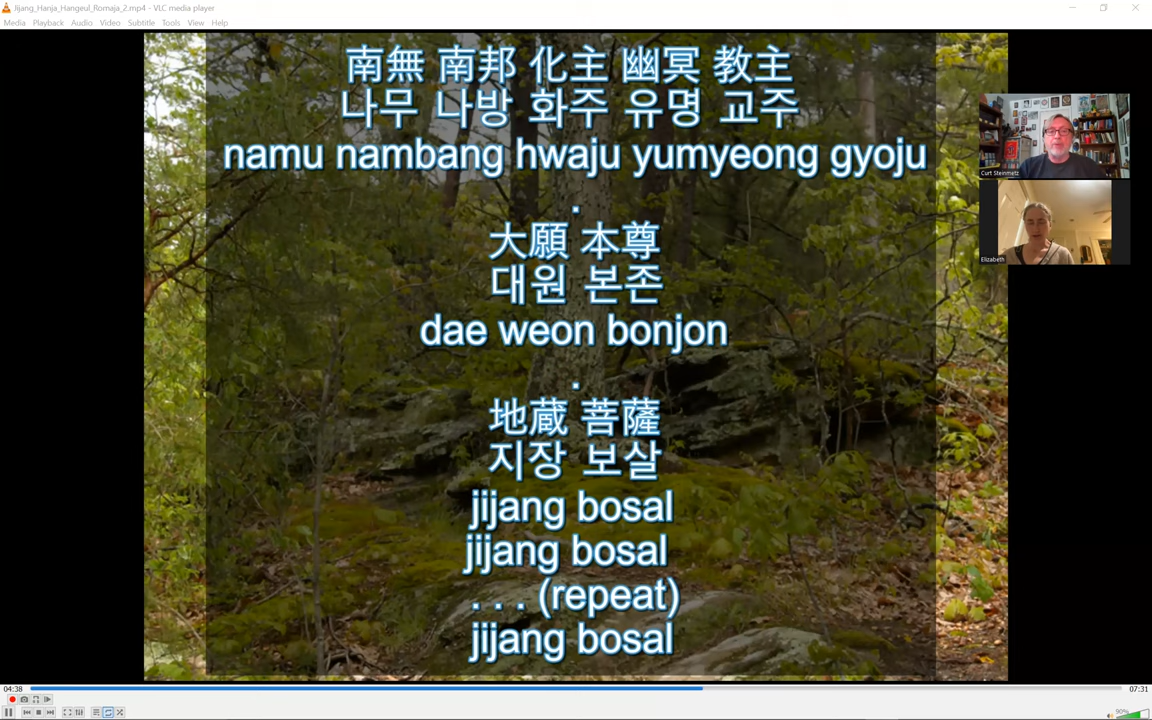 Jijang_Hanja_Hangeul_Romaja_2.mp4 - VLC media player
Media Playback Audio Video Subtitle Tools View Help
南無 南邦 化主 幽冥 教主
나무 나방 화주 유명 교주
namu nambang hwaju yumyeong gyoju
.
大願 本尊
대원 본존
dae weon bonjon
.
地蔵 菩薩
지장 보살
jijang bosal
jijang bosal
. . . (repeat)
jijang bosal
Curt Steinmetz
Elizabeth
04:38
07:31
90%